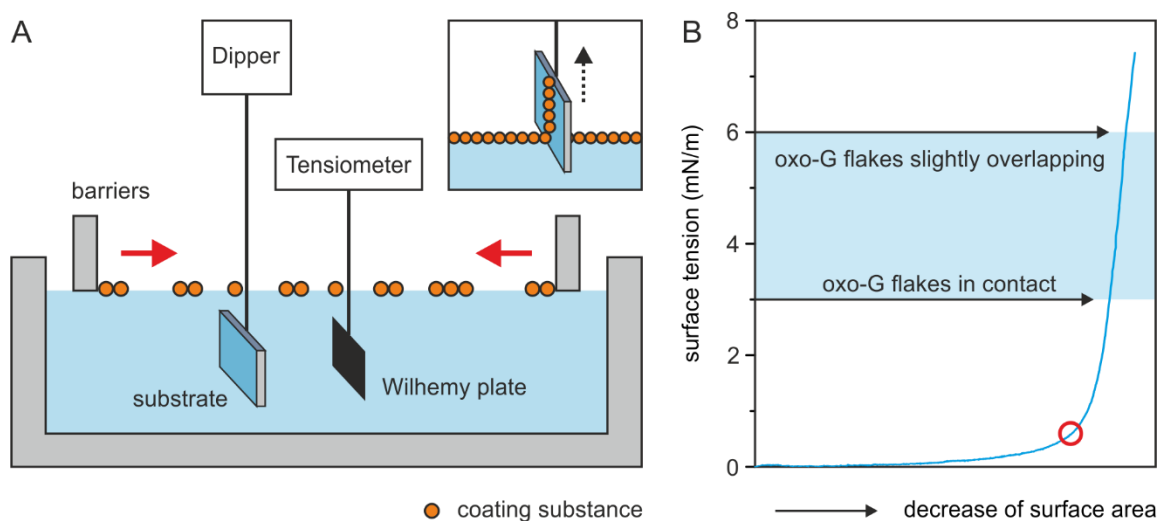 A
Dipper
Tensiometer
barriers
substrate
Wilhemy plate
coating substance
B
surface tension (mN/m)
8
6
4
2
0
oxo-G flakes slightly overlapping
oxo-G flakes in contact
decrease of surface area